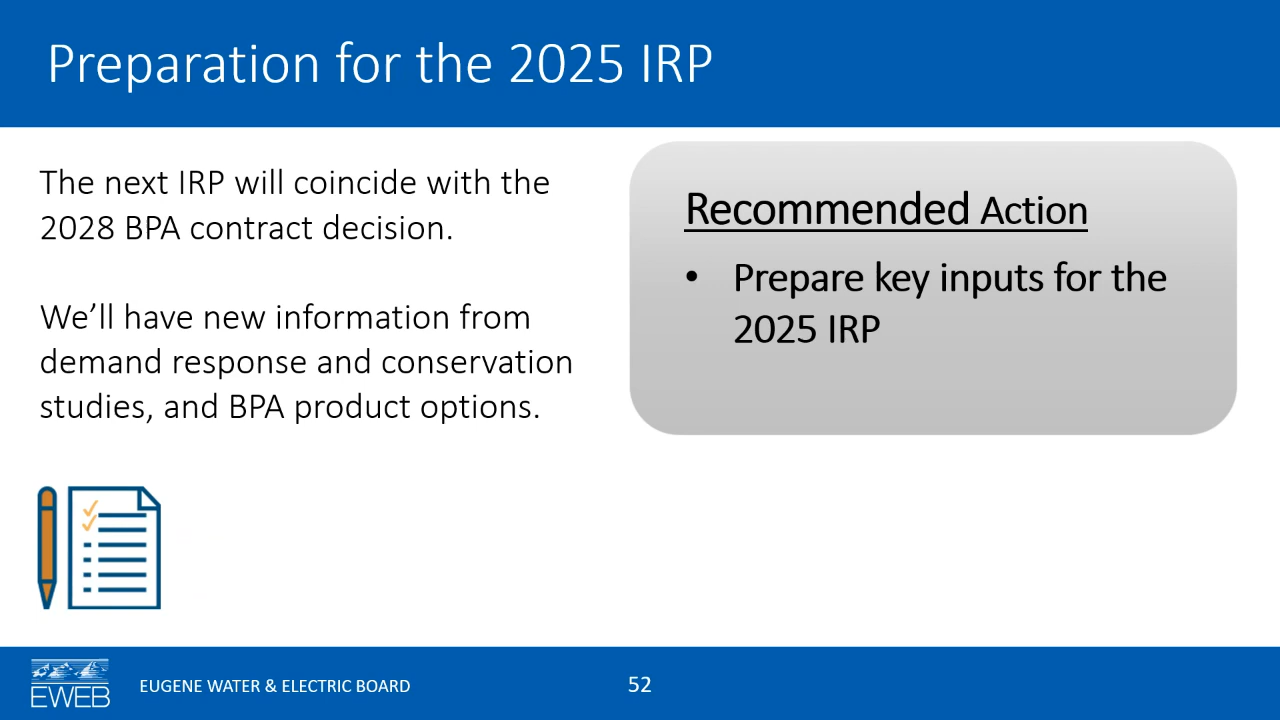 Preparation for the 2025 IRP
The next IRP will coincide with the
2028 BPA contract decision.
We’ll have new information from
demand response and conservation
studies, and BPA product options.
Recommended Action
• Prepare key inputs for the
2025 IRP
EWEB
EUGENE WATER & ELECTRIC BOARD
52